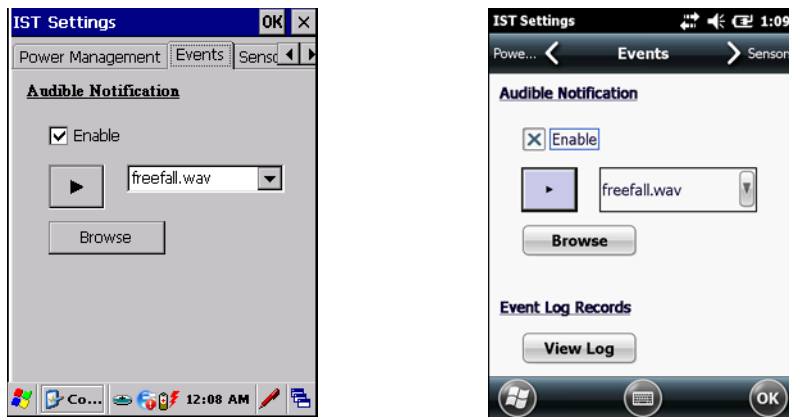 IST Settings OK
Power Management Events Senso
Audible Notification
Enable
freefall.wav
Browse
Co... 12:08 AM
IST Settings 1:09
Powe... Events Sensor
Audible Notification
Enable
freefall.wav
Browse
Event Log Records
View Log
OK